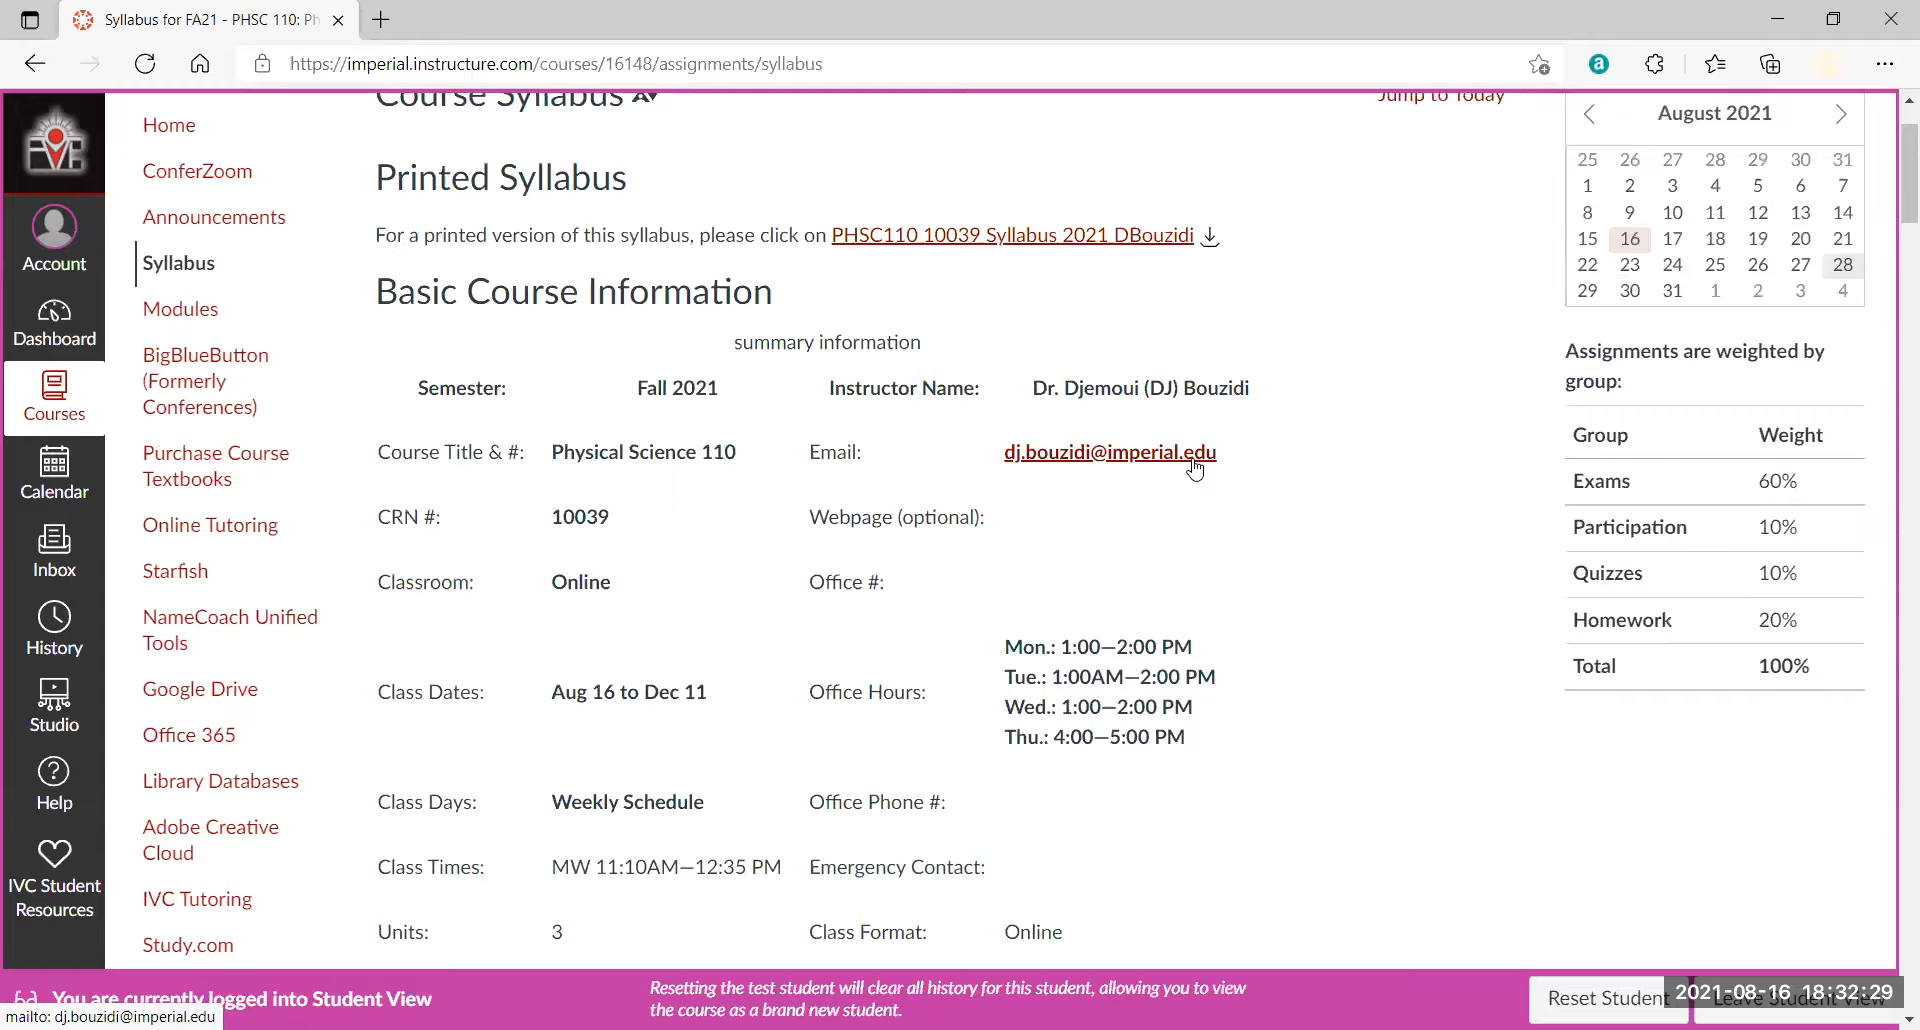 Syllabus for FA21 - PHSC 110: Ph
https://imperial.instructure.com/courses/16148/assignments/syllabus
Account
Dashboard
Courses
Calendar
Inbox
History
Studio
Help
IVC Student
Resources
Home
ConferZoom
Announcements
Syllabus
Modules
BigBlueButton
(Formerly
Conferences)
Purchase Course
Textbooks
Online Tutoring
Starfish
NameCoach Unified
Tools
Google Drive
Office 365
Library Databases
Adobe Creative
Cloud
IVC Tutoring
Study.com
Course Syllabus
Jump to Today
Printed Syllabus
For a printed version of this syllabus, please click on PHSC110 10039 Syllabus 2021 DBouzidi
Basic Course Information
summary information
Semester: Fall 2021 Instructor Name: Dr. Djemoui (DJ) Bouzidi
Course Title & #: Physical Science 110 Email: dj.bouzidi@imperial.edu
CRN #: 10039 Webpage (optional):
Classroom: Online Office #:
Class Dates: Aug 16 to Dec 11 Office Hours:
Mon.: 1:00—2:00 PM
Tue.: 1:00AM—2:00 PM
Wed.: 1:00—2:00 PM
Thu.: 4:00—5:00 PM
Class Days: Weekly Schedule Office Phone #:
Class Times: MW 11:10AM—12:35 PM Emergency Contact:
Units: 3 Class Format: Online
August 2021
25 26 27 28 29 30 31
1 2 3 4 5 6 7
8 9 10 11 12 13 14
15 16 17 18 19 20 21
22 23 24 25 26 27 28
29 30 31 1 2 3 4
Assignments are weighted by
group:
Group Weight
Exams 60%
Participation 10%
Quizzes 10%
Homework 20%
Total 100%
You are currently logged into Student View
Resetting the test student will clear all history for this student, allowing you to view
the course as a brand new student.
Reset Student
Leave Student View
2021-08-16 18:32:29
mailto: dj.bouzidi@imperial.edu